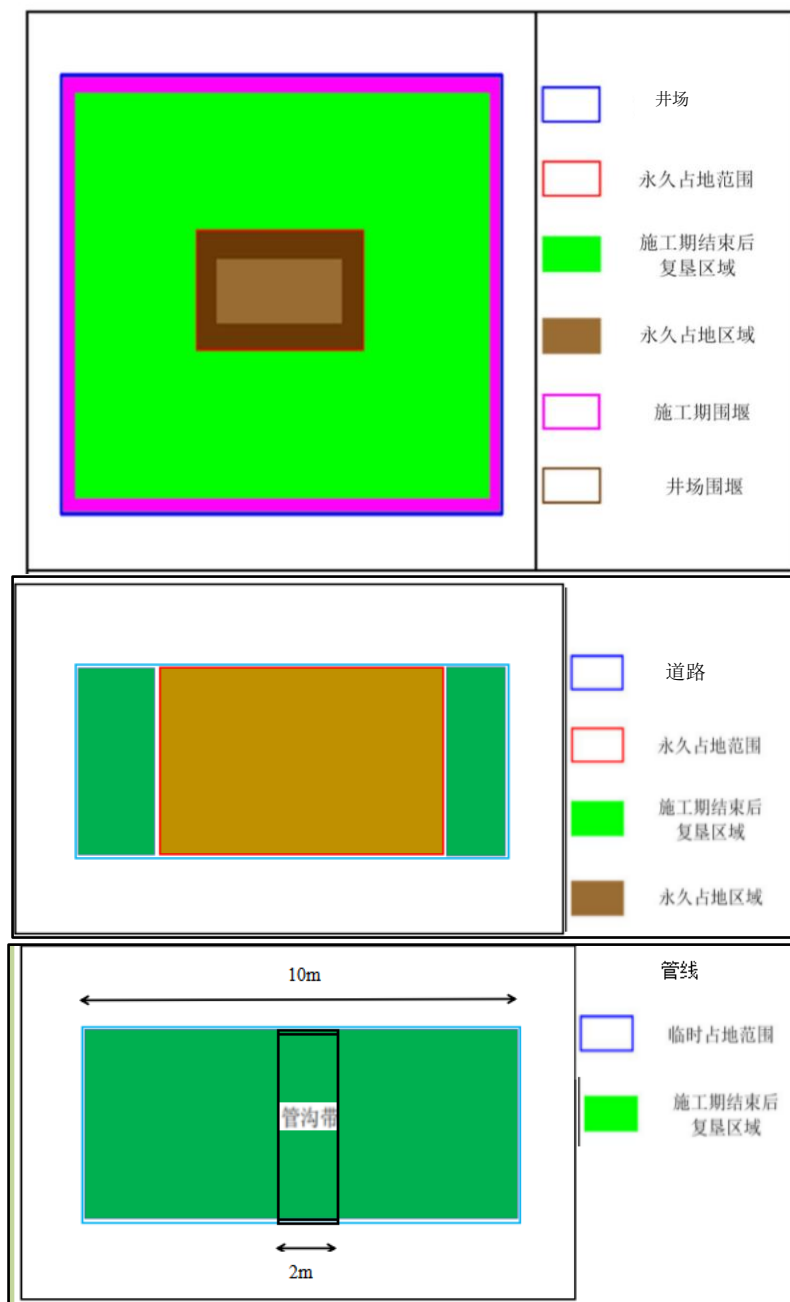 井场
永久占地范围
施工期结束后
复垦区域
永久占地区域
施工期围堰
井场围堰
道路
永久占地范围
施工期结束后
复垦区域
永久占地区域
管线
10m
临时占地范围
施工期结束后
复垦区域
管沟带
2m